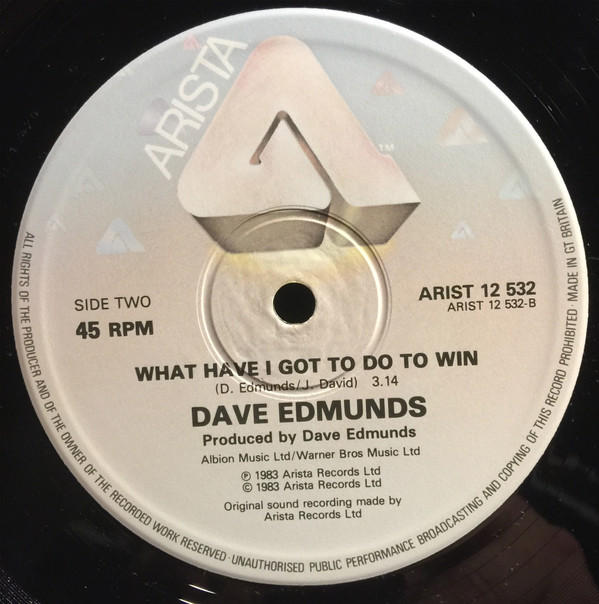 ARISTA
™
SIDE TWO
45 RPM
ARIST 12 532
ARIST 12 532-B
WHAT HAVE I GOT TO DO TO WIN
(D. Edmunds/J. David) 3.14
DAVE EDMUNDS
Produced by Dave Edmunds
Albion Music Ltd/Warner Bros Music Ltd
℗ 1983 Arista Records Ltd
© 1983 Arista Records Ltd
Original sound recording made by
Arista Records Ltd
ALL RIGHTS OF THE PRODUCER AND OF THE OWNER OF THE RECORDED WORK RESERVED · UNAUTHORISED PUBLIC PERFORMANCE BROADCASTING AND COPYING OF THIS RECORD PROHIBITED · MADE IN GT BRITAIN